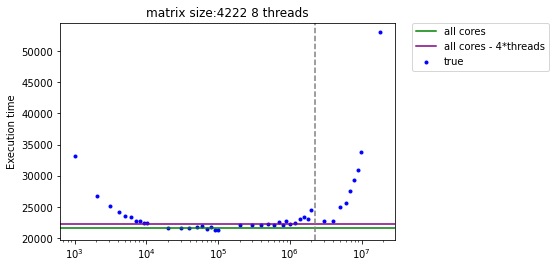 matrix size:4222 8 threads
all cores
all cores - 4*threads
true
Execution time
50000
45000
40000
35000
30000
25000
20000
10³ 10⁴ 10⁵ 10⁶ 10⁷